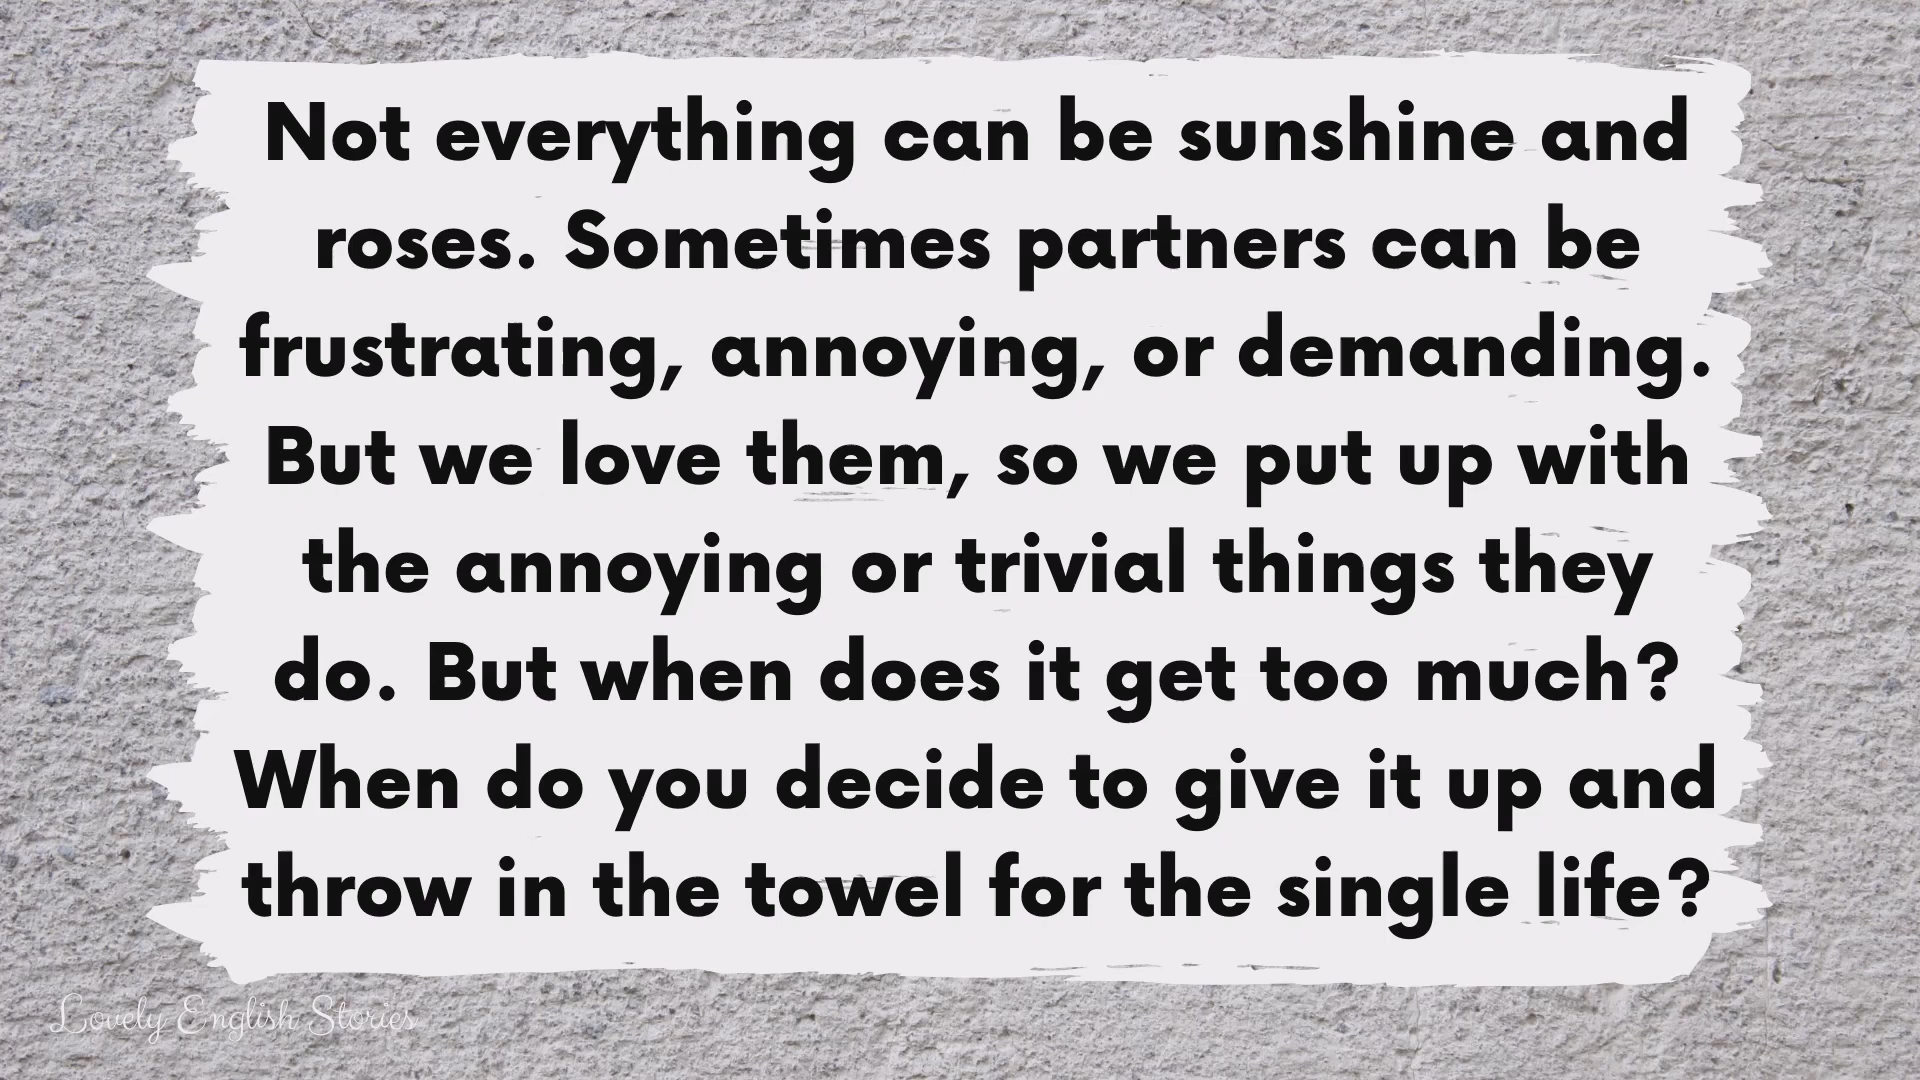 Not everything can be sunshine and
roses. Sometimes partners can be
frustrating, annoying, or demanding.
But we love them, so we put up with
the annoying or trivial things they
do. But when does it get too much?
When do you decide to give it up and
throw in the towel for the single life?
Lovely English Stories